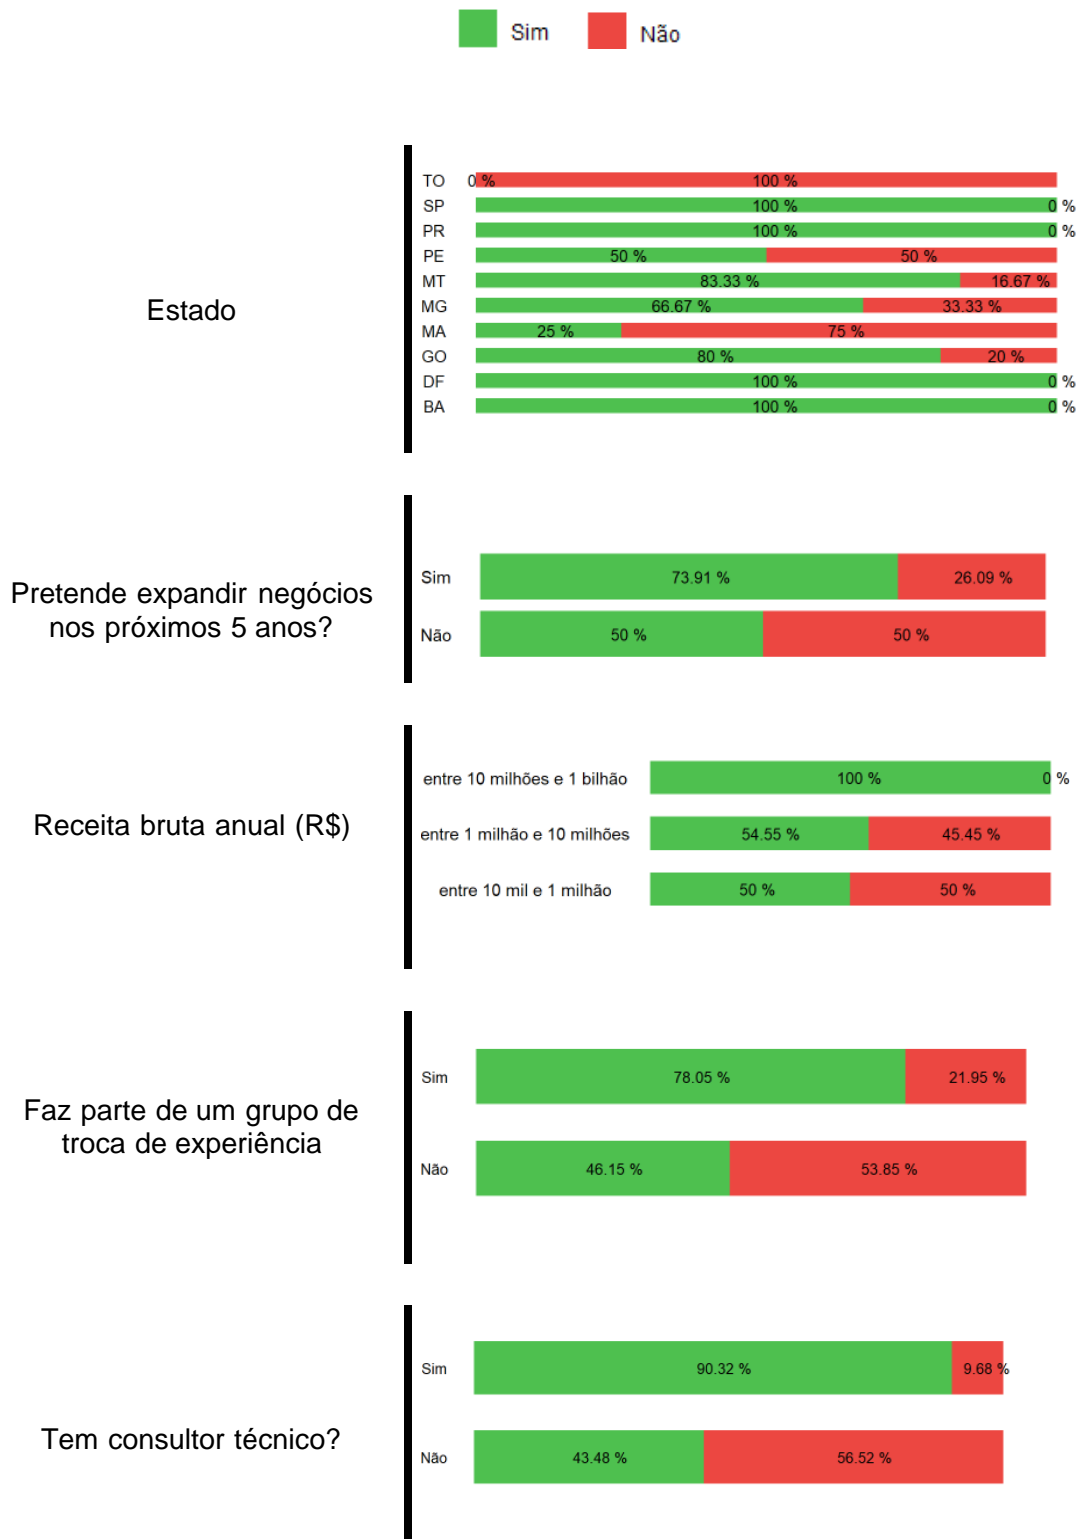 Sim Não
TO 0 % 100 %
SP 100 % 0 %
PR 100 % 0 %
PE 50 % 50 %
MT 83.33 % 16.67 %
MG 66.67 % 33.33 %
MA 25 % 75 %
GO 80 % 20 %
DF 100 % 0 %
BA 100 % 0 %
Estado
Sim 73.91 % 26.09 %
Não 50 % 50 %
Pretende expandir negócios
nos próximos 5 anos?
entre 10 milhões e 1 bilhão 100 % 0 %
entre 1 milhão e 10 milhões 54.55 % 45.45 %
entre 10 mil e 1 milhão 50 % 50 %
Receita bruta anual (R$)
Sim 78.05 % 21.95 %
Não 46.15 % 53.85 %
Faz parte de um grupo de
troca de experiência
Sim 90.32 % 9.68 %
Não 43.48 % 56.52 %
Tem consultor técnico?